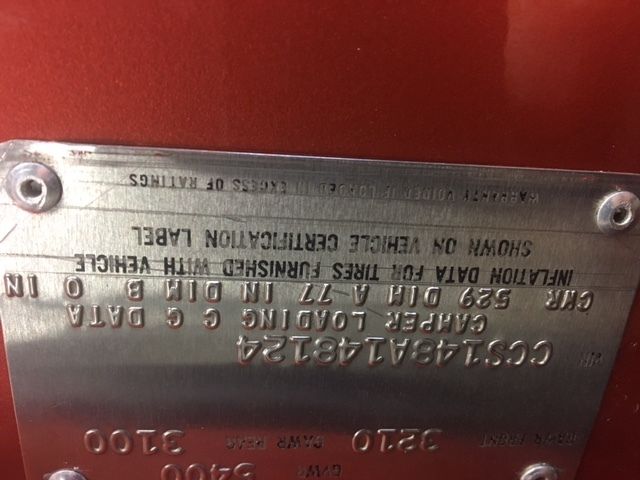 GVWR 5400
GAWR FRONT 3210 GAWR REAR 3100
VIN CCS148A148124
CAMPER LOADING C G DATA
CWR 529 DIM A 77 IN DIM B 0 IN
INFLATION DATA FOR TIRES FURNISHED WITH VEHICLE
SHOWN ON VEHICLE CERTIFICATION LABEL
WARRANTY VOIDED IF LOADED IN EXCESS OF RATINGS